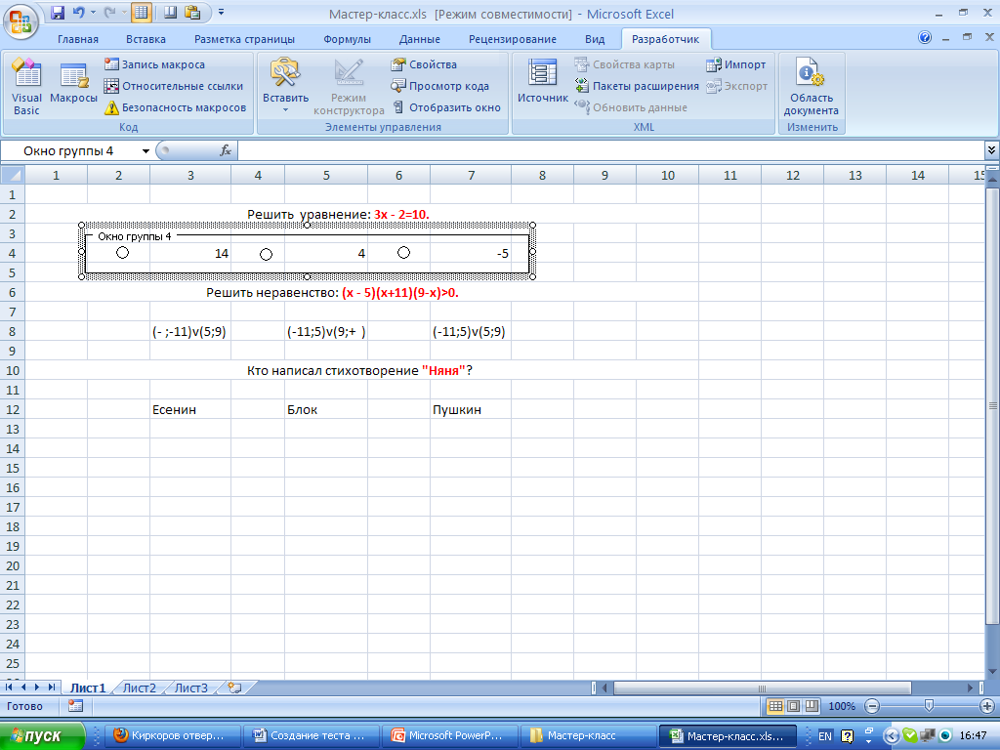 Мастер-класс.xls [Режим совместимости] - Microsoft Excel
Главная Вставка Разметка страницы Формулы Данные Рецензирование Вид Разработчик
Visual Basic
Макросы
Запись макроса
Относительные ссылки
Безопасность макросов
Код
Вставить
Режим конструктора
Свойства
Просмотр кода
Отобразить окно
Элементы управления
Источник
Свойства карты
Пакеты расширения
Обновить данные
Импорт
Экспорт
XML
Область документа
Изменить
Окно группы 4 fx
1 2 3 4 5 6 7 8 9 10 11 12 13 14 15
1
2 Решить уравнение: 3x - 2=10.
3 Окно группы 4
4 14 4 -5
5
6 Решить неравенство: (x - 5)(x+11)(9-x)>0.
7
8 (- ;-11)v(5;9) (-11;5)v(9;+ ) (-11;5)v(5;9)
9
10 Кто написал стихотворение "Няня"?
11
12 Есенин Блок Пушкин
13
14
15
16
17
18
19
20
21
22
23
24
25
Лист1 Лист2 Лист3
Готово 100%
пуск Киркоров отвер... Создание теста ... Microsoft PowerP... Мастер-класс Мастер-класс.xls... EN 16:47